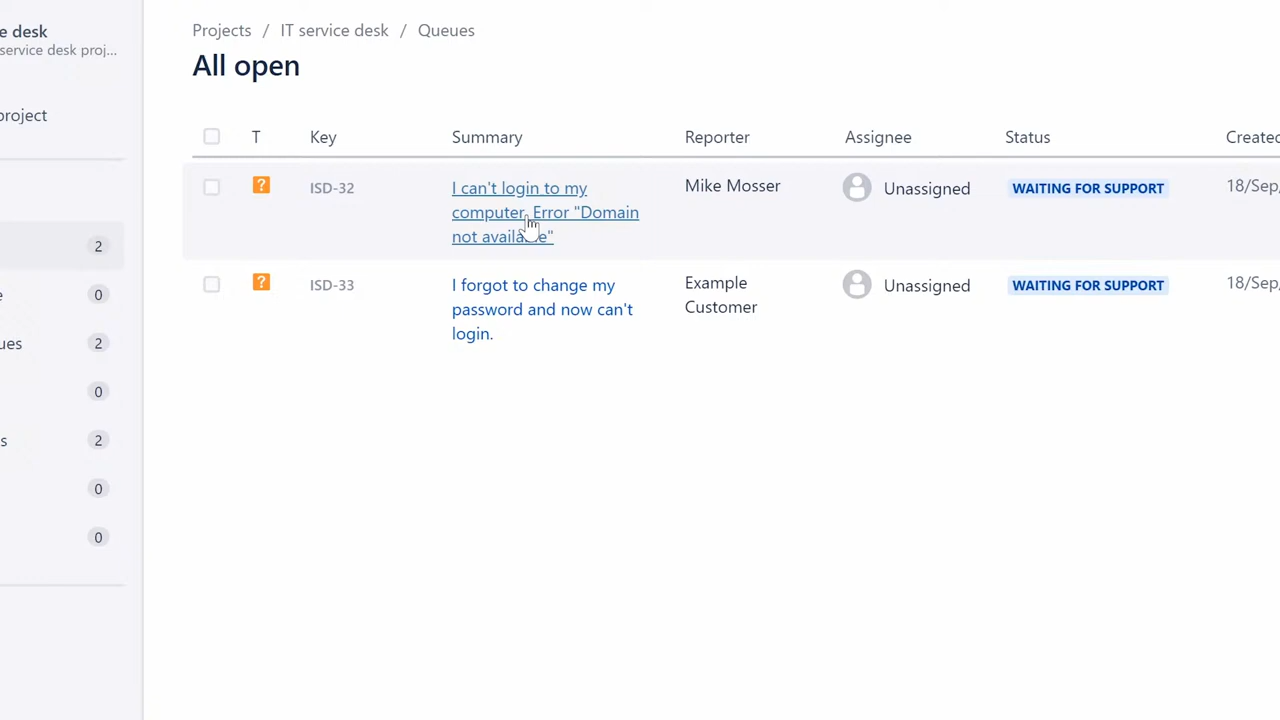 e desk
service desk proj...
project
2
e
0
ues
2
0
s
2
0
0
Projects / IT service desk / Queues
All open
T Key Summary Reporter Assignee Status Created
? ISD-32 I can't login to my Mike Mosser Unassigned WAITING FOR SUPPORT 18/Sep/
computer. Error "Domain
not available"
? ISD-33 I forgot to change my Example Unassigned WAITING FOR SUPPORT 18/Sep/
password and now can't Customer
login.